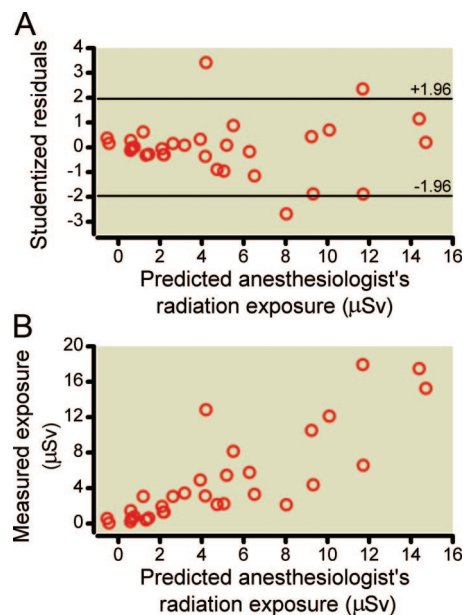 A
Studentized residuals
4
3
2
1
0
-1
-2
-3
+1.96
-1.96
0 2 4 6 8 10 12 14 16
Predicted anesthesiologist's
radiation exposure (μSv)
B
Measured exposure
(μSv)
20
16
12
8
4
0
0 2 4 6 8 10 12 14 16
Predicted anesthesiologist's
radiation exposure (μSv)